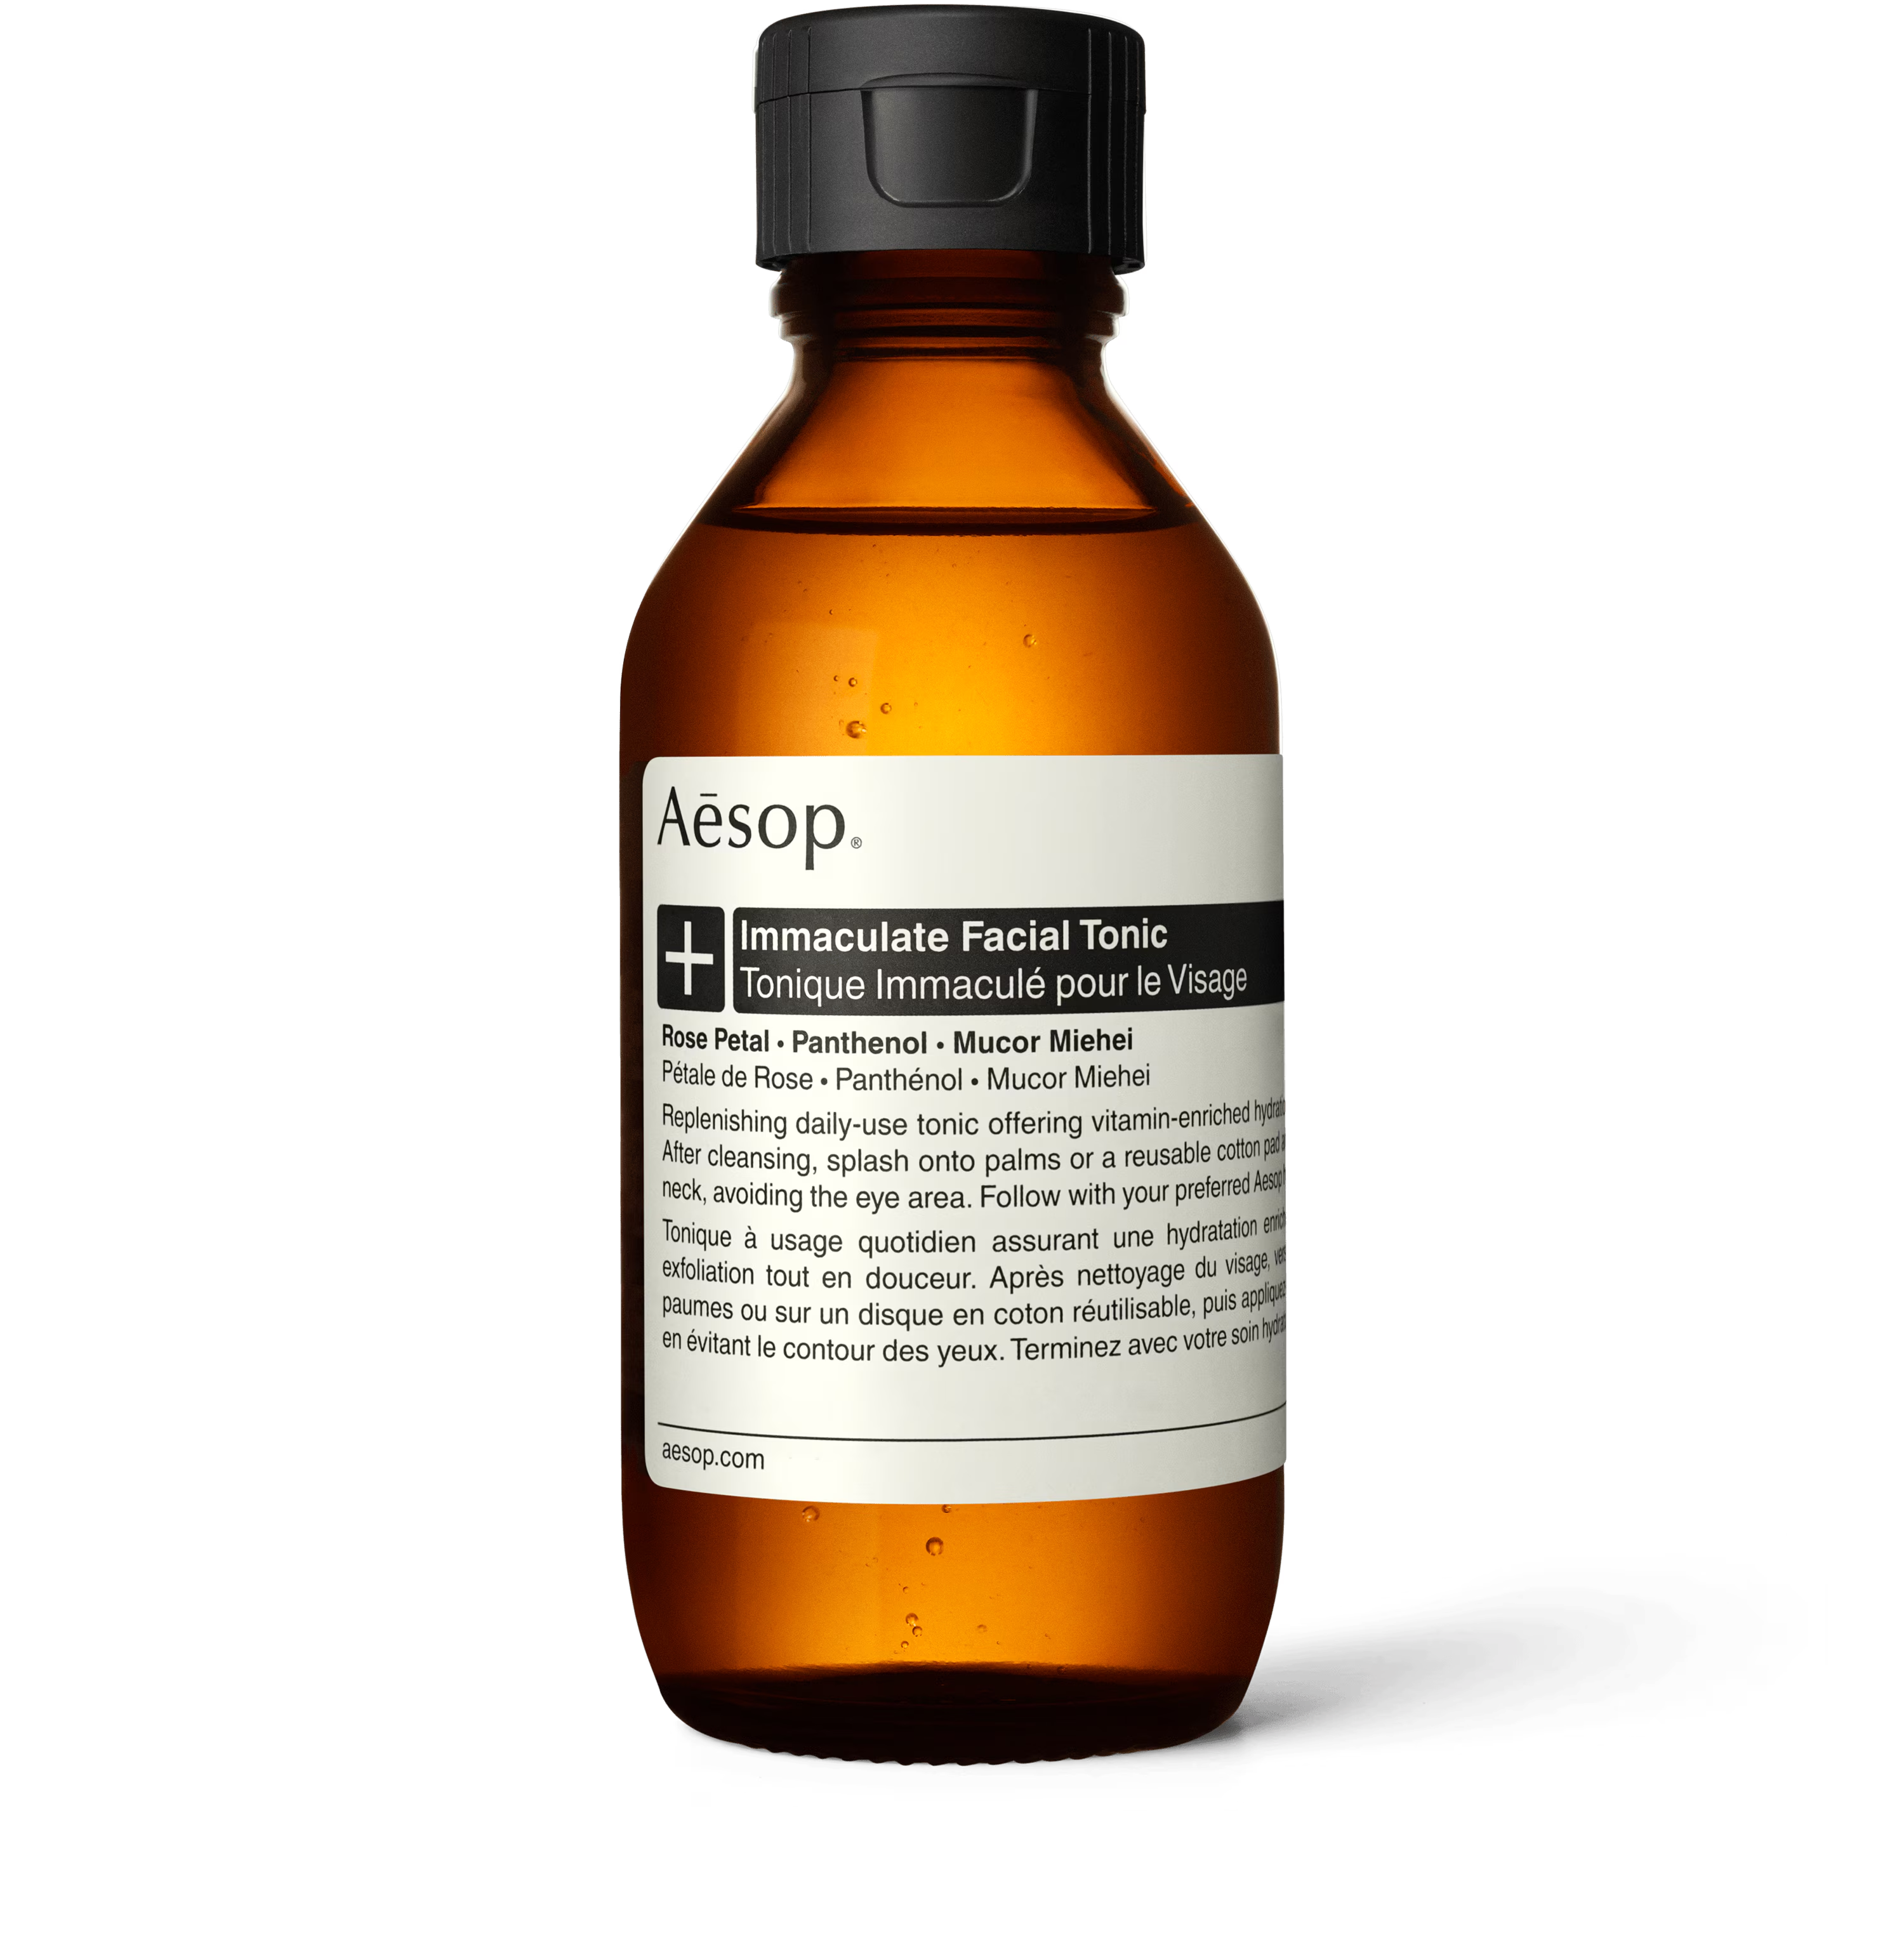 Aēsop®
Immaculate Facial Tonic
Tonique Immaculé pour le Visage
Rose Petal • Panthenol • Mucor Miehei
Pétale de Rose • Panthénol • Mucor Miehei
Replenishing daily-use tonic offering vitamin-enriched
After cleansing, splash onto palms or a reusable cotton pad
neck, avoiding the eye area. Follow with your preferred Aesop
Tonique à usage quotidien assurant une hydratation
exfoliation tout en douceur. Après nettoyage du visage,
paumes ou sur un disque en coton réutilisable, puis
en évitant le contour des yeux. Terminez avec votre soin
aesop.com